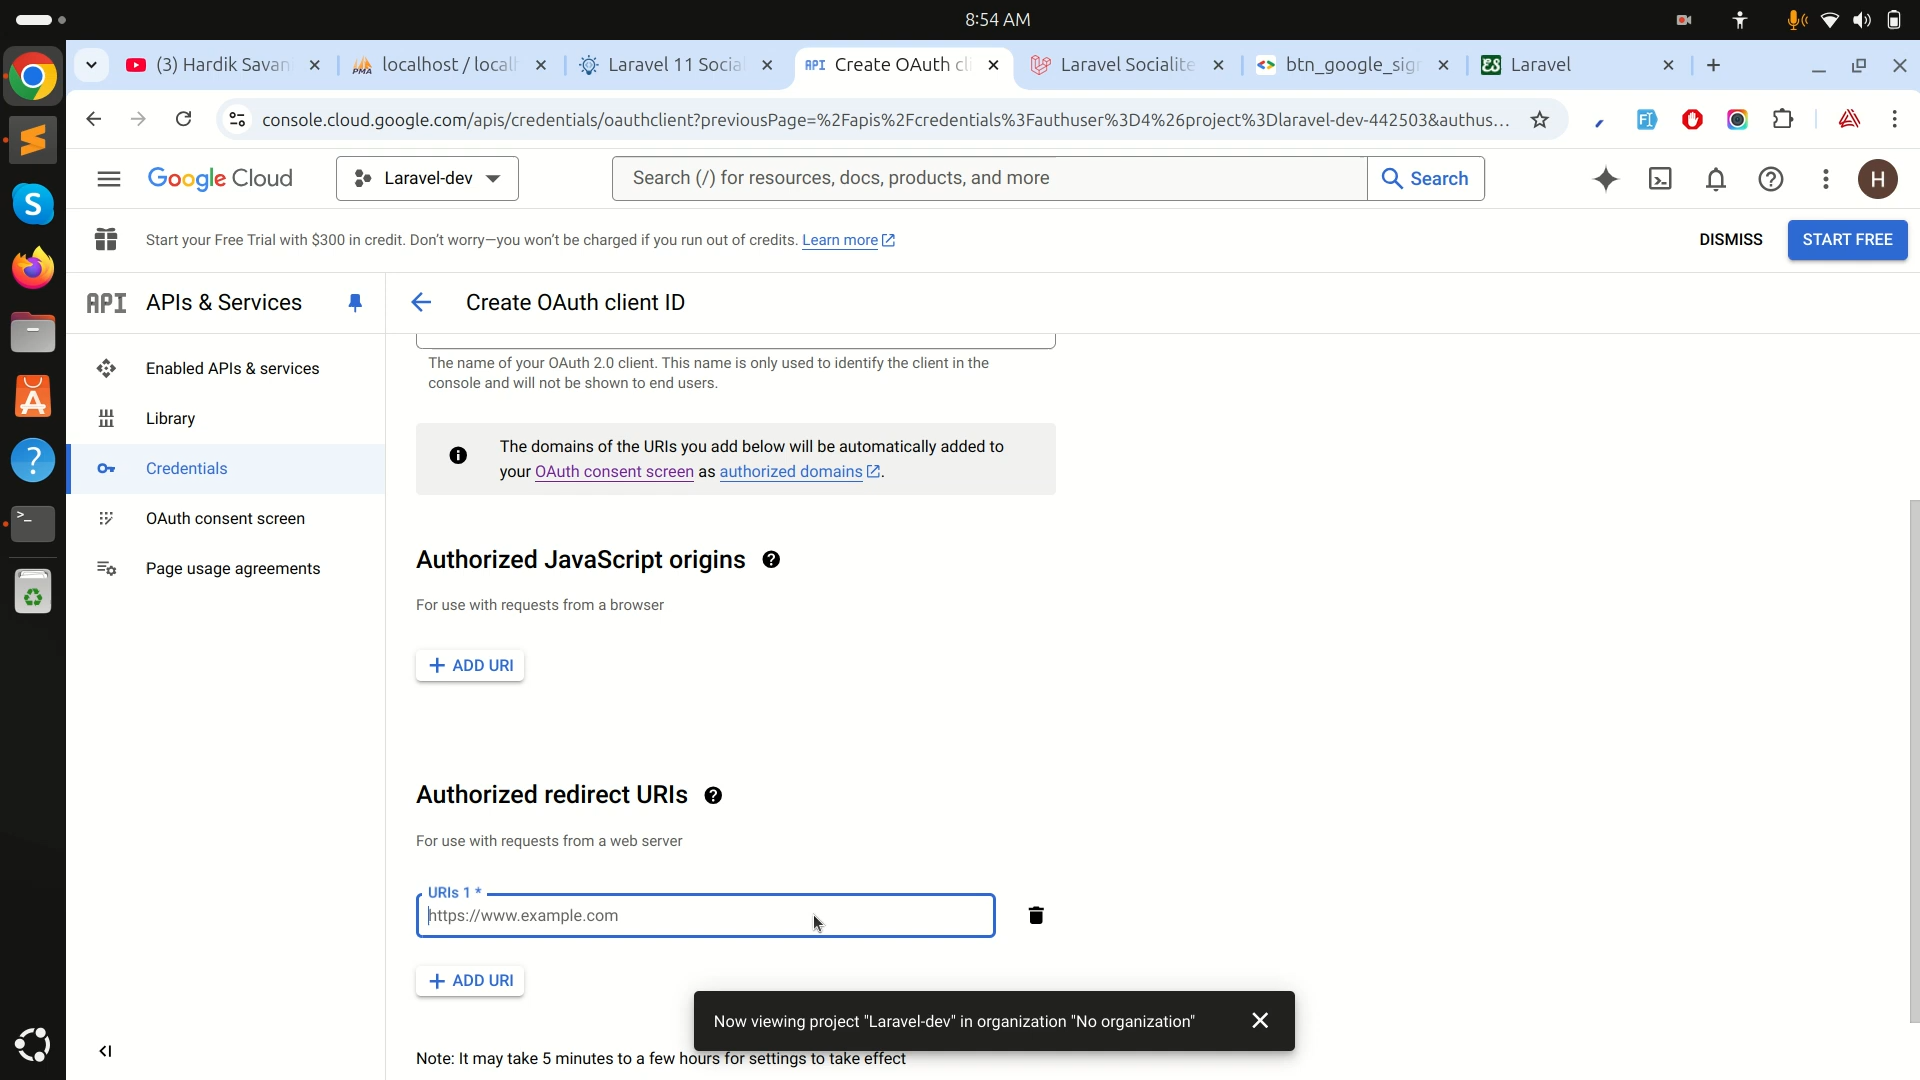 8:54 AM
(3) Hardik Savan
localhost / localh
Laravel 11 Social
API Create OAuth cli
Laravel Socialite
btn_google_sig
ES Laravel
console.cloud.google.com/apis/credentials/oauthclient?previousPage=%2Fapis%2Fcredentials%3Fauthuser%3D4%26project%3Dlaravel-dev-442503&authus...
Google Cloud
Laravel-dev
Search (/) for resources, docs, products, and more
Search
H
Start your Free Trial with $300 in credit. Don't worry—you won't be charged if you run out of credits. Learn more
DISMISS
START FREE
API APIs & Services
Create OAuth client ID
Enabled APIs & services
Library
Credentials
OAuth consent screen
Page usage agreements
The name of your OAuth 2.0 client. This name is only used to identify the client in the
console and will not be shown to end users.
The domains of the URIs you add below will be automatically added to
your OAuth consent screen as authorized domains.
Authorized JavaScript origins
For use with requests from a browser
+ ADD URI
Authorized redirect URIs
For use with requests from a web server
URIs 1 *
https://www.example.com
+ ADD URI
Now viewing project "Laravel-dev" in organization "No organization"
Note: It may take 5 minutes to a few hours for settings to take effect